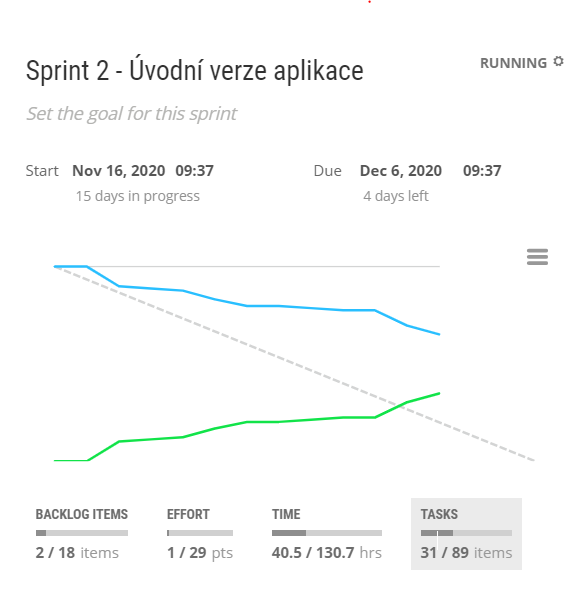 Sprint 2 - Úvodní verze aplikace
RUNNING
Set the goal for this sprint
Start Nov 16, 2020 09:37
Due Dec 6, 2020 09:37
15 days in progress
4 days left
BACKLOG ITEMS
2 / 18 items
EFFORT
1 / 29 pts
TIME
40.5 / 130.7 hrs
TASKS
31 / 89 items